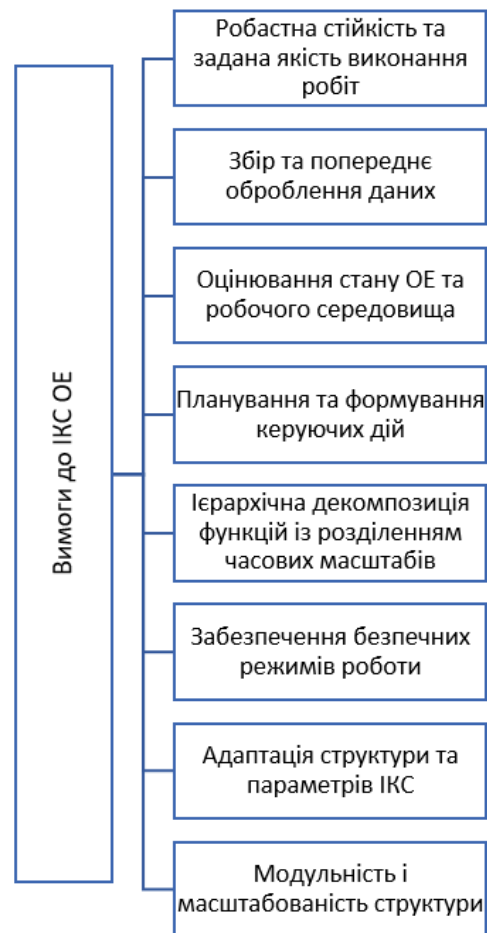 Вимоги до ІКС ОЕ
Робастна стійкість та
задана якість виконання
робіт
Збір та попереднє
оброблення даних
Оцінювання стану ОЕ та
робочого середовища
Планування та формування
керуючих дій
Ієрархічна декомпозиція
функцій із розділенням
часових масштабів
Забезпечення безпечних
режимів роботи
Адаптація структури та
параметрів ІКС
Модульність і
масштабованість структури